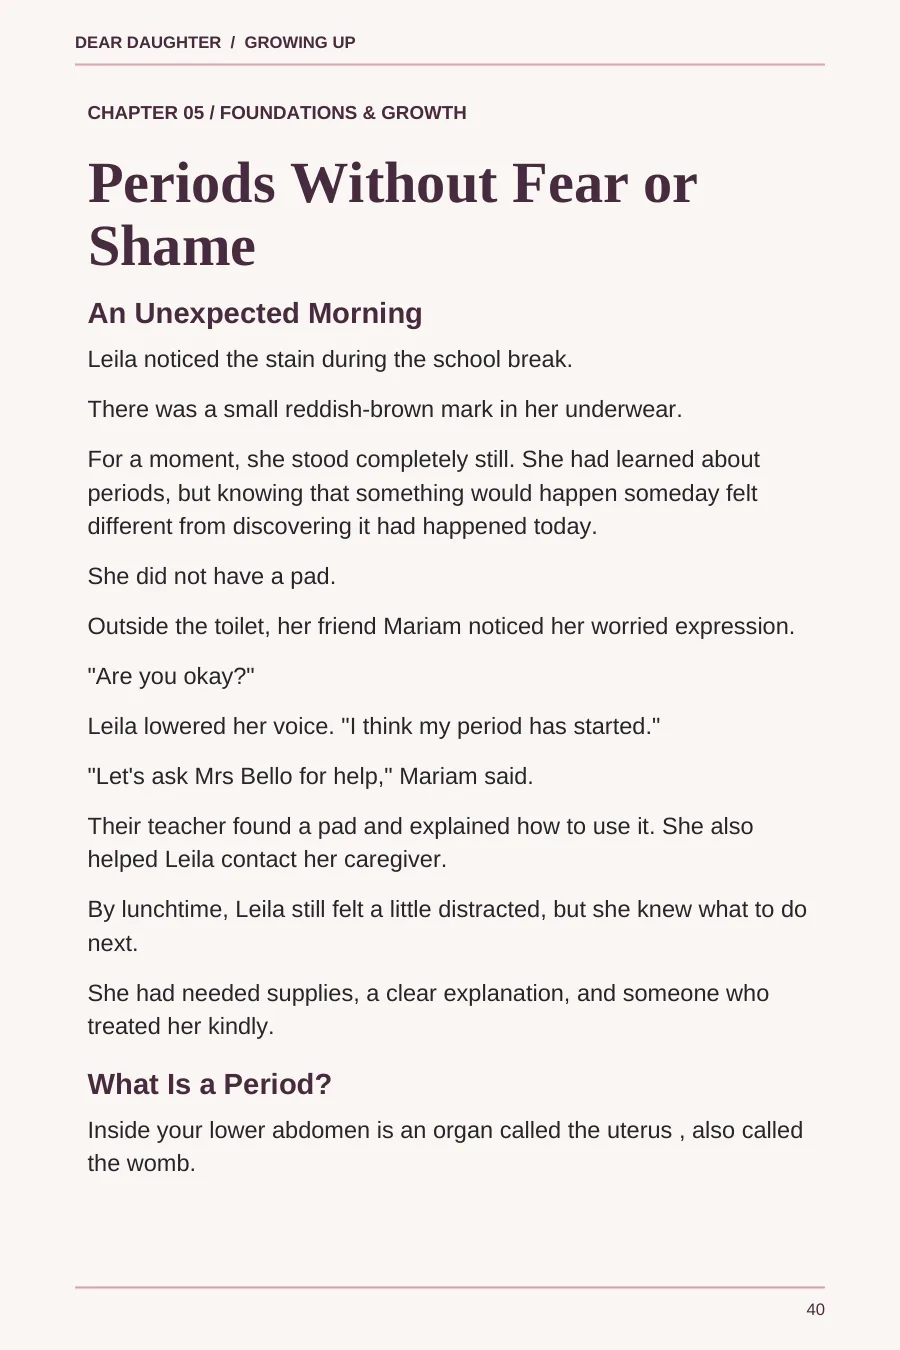 DEAR DAUGHTER / GROWING UP
CHAPTER 05 / FOUNDATIONS & GROWTH
Periods Without Fear or
Shame
An Unexpected Morning
Leila noticed the stain during the school break.
There was a small reddish-brown mark in her underwear.
For a moment, she stood completely still. She had learned about
periods, but knowing that something would happen someday felt
different from discovering it had happened today.
She did not have a pad.
Outside the toilet, her friend Mariam noticed her worried expression.
"Are you okay?"
Leila lowered her voice. "I think my period has started."
"Let's ask Mrs Bello for help," Mariam said.
Their teacher found a pad and explained how to use it. She also
helped Leila contact her caregiver.
By lunchtime, Leila still felt a little distracted, but she knew what to do
next.
She had needed supplies, a clear explanation, and someone who
treated her kindly.
What Is a Period?
Inside your lower abdomen is an organ called the uterus , also called
the womb.
40